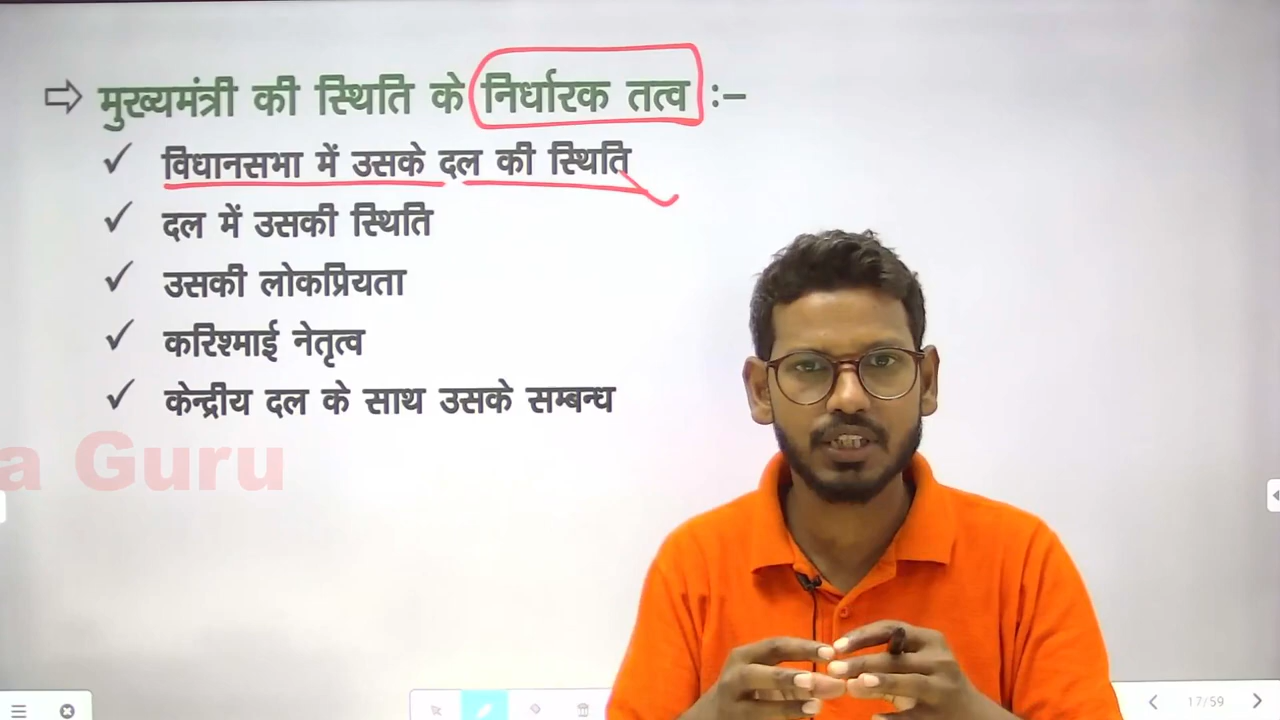 ⇨ मुख्यमंत्री की स्थिति के निर्धारक तत्व :–
✓ विधानसभा में उसके दल की स्थिति
✓ दल में उसकी स्थिति
✓ उसकी लोकप्रियता
✓ करिश्माई नेतृत्व
✓ केन्द्रीय दल के साथ उसके सम्बन्ध
a Guru
17/59